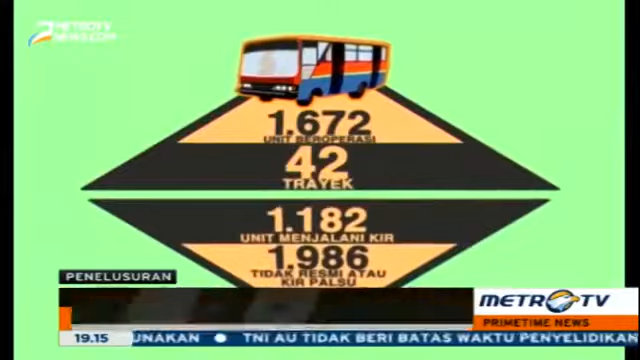 METROTV
NEWS.COM
1.672
UNIT BEROPERASI
42
TRAYEK
1.182
UNIT MENJALANI KIR
1.986
TIDAK RESMI ATAU
KIR PALSU
PENELUSURAN
METRO TV
PRIMETIME NEWS
19.15 UNAKAN TNI AU TIDAK BERI BATAS WAKTU PENYELIDIKAN